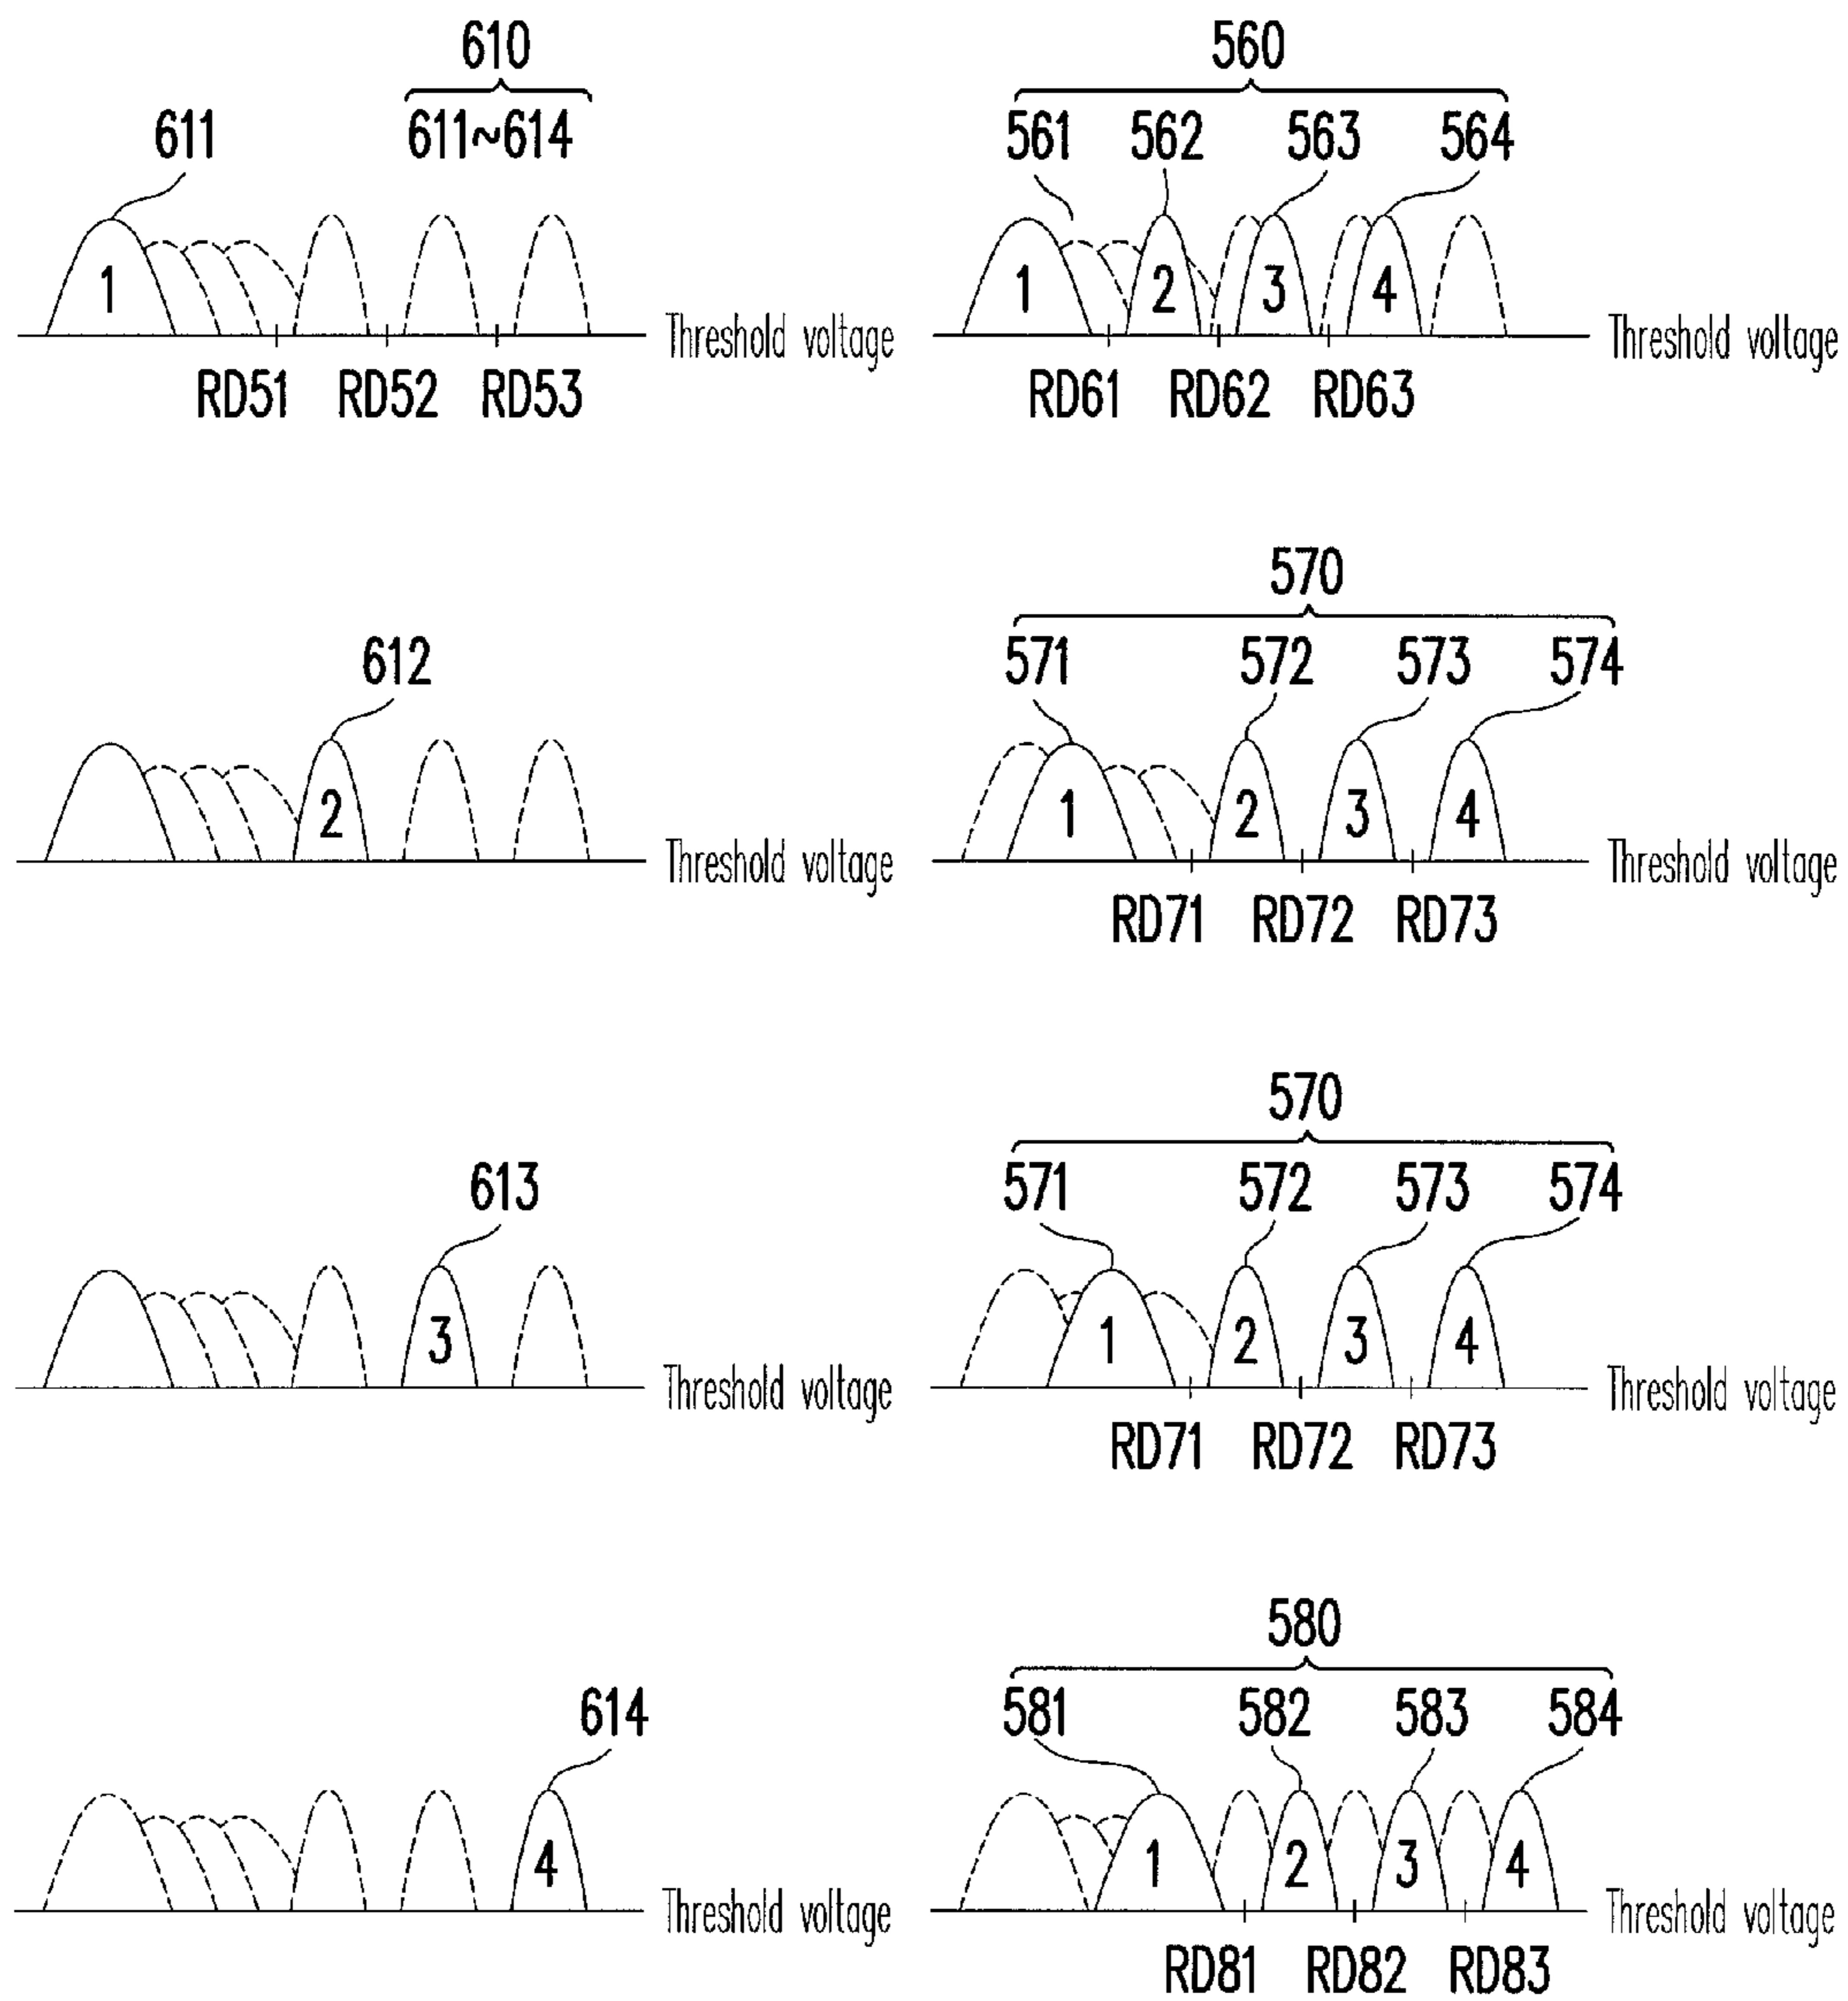 610 560
611 611~614 561 562 563 564
1 1 2 3 4
Threshold voltage Threshold voltage
RD51 RD52 RD53 RD61 RD62 RD63
570
612 571 572 573 574
2 1 2 3 4
Threshold voltage Threshold voltage
RD71 RD72 RD73
570
613 571 572 573 574
3 1 2 3 4
Threshold voltage Threshold voltage
RD71 RD72 RD73
580
614 581 582 583 584
4 1 2 3 4
Threshold voltage Threshold voltage
RD81 RD82 RD83